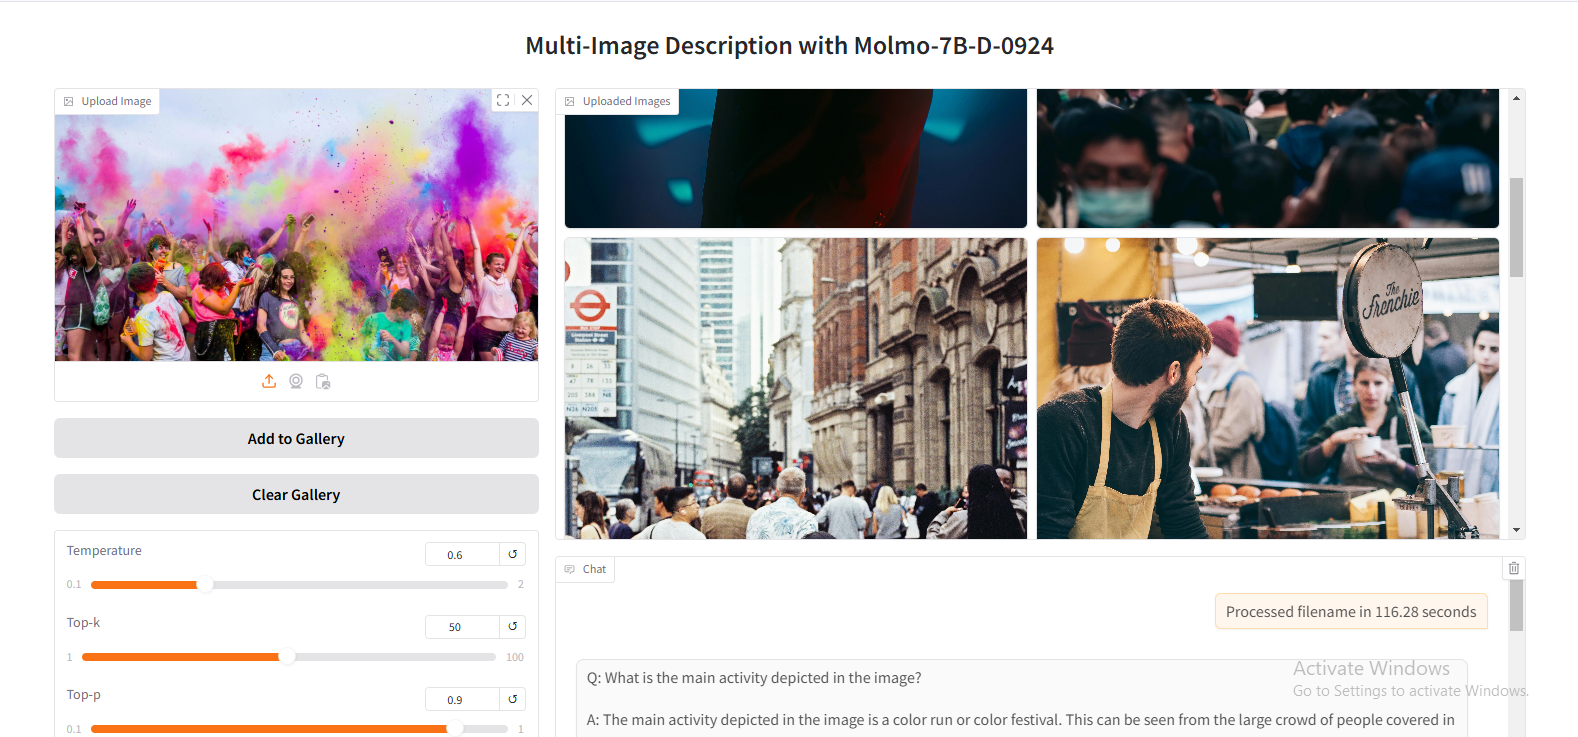 Multi-Image Description with Molmo-7B-D-0924
Upload Image
Uploaded Images
The
Frenchie
Add to Gallery
Clear Gallery
Temperature
0.6
0.1
2
Top-k
50
1
100
Top-p
0.9
0.1
1
Chat
Processed filename in 116.28 seconds
Q: What is the main activity depicted in the image?
A: The main activity depicted in the image is a color run or color festival. This can be seen from the large crowd of people covered in
Activate Windows
Go to Settings to activate Windows.